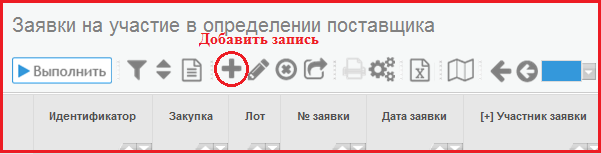 Заявки на участие в определении поставщика
Добавить запись
Выполнить
Идентификатор Закупка Лот № заявки Дата заявки [+] Участник заявки